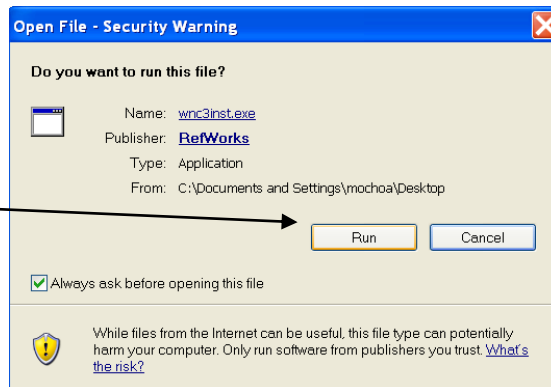 Open File - Security Warning
Do you want to run this file?
Name: wnc3inst.exe
Publisher: RefWorks
Type: Application
From: C:\Documents and Settings\mochoa\Desktop
Run Cancel
Always ask before opening this file
While files from the Internet can be useful, this file type can potentially
harm your computer. Only run software from publishers you trust. What's
the risk?